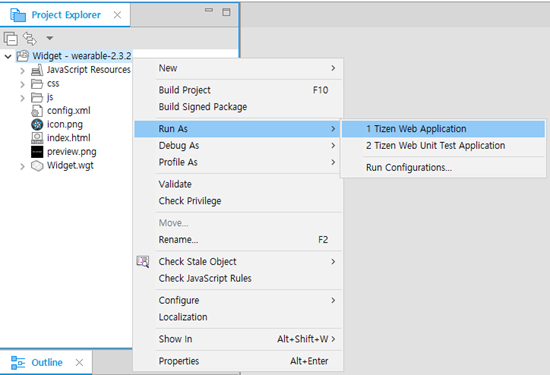 Project Explorer
Widget - wearable-2.3.2
JavaScript Resources
css
js
config.xml
icon.png
index.html
preview.png
Widget.wgt
New
Build Project F10
Build Signed Package
Run As
Debug As
Profile As
Validate
Check Privilege
Move...
Rename... F2
Check Stale Object
Check JavaScript Rules
Configure
Localization
Show In Alt+Shift+W
Properties Alt+Enter
1 Tizen Web Application
2 Tizen Web Unit Test Application
Run Configurations...
Outline